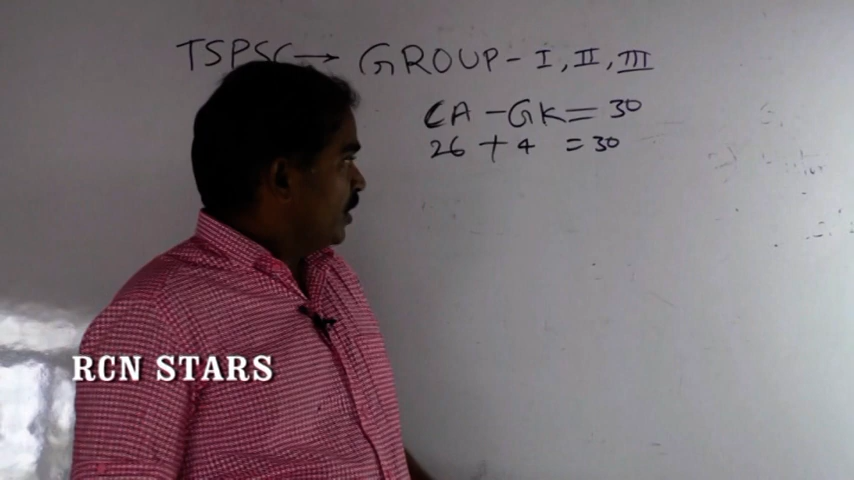 TSPSC → GROUP - I, II, III
CA - GK = 30
26 + 4 = 30
RCN STARS